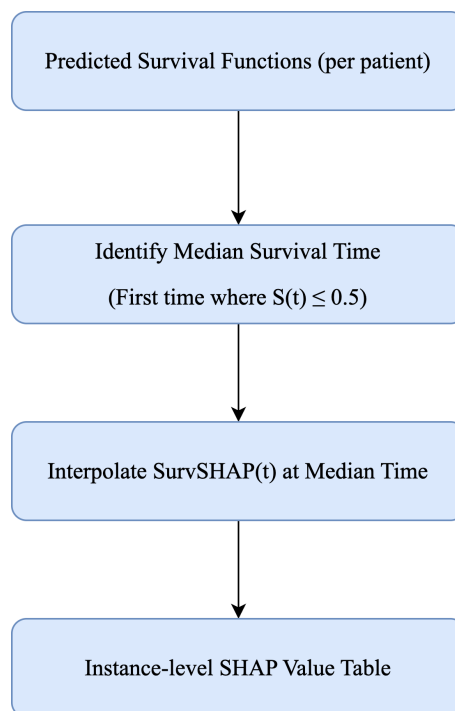 Predicted Survival Functions (per patient)
Identify Median Survival Time
(First time where S(t) ≤ 0.5)
Interpolate SurvSHAP(t) at Median Time
Instance-level SHAP Value Table